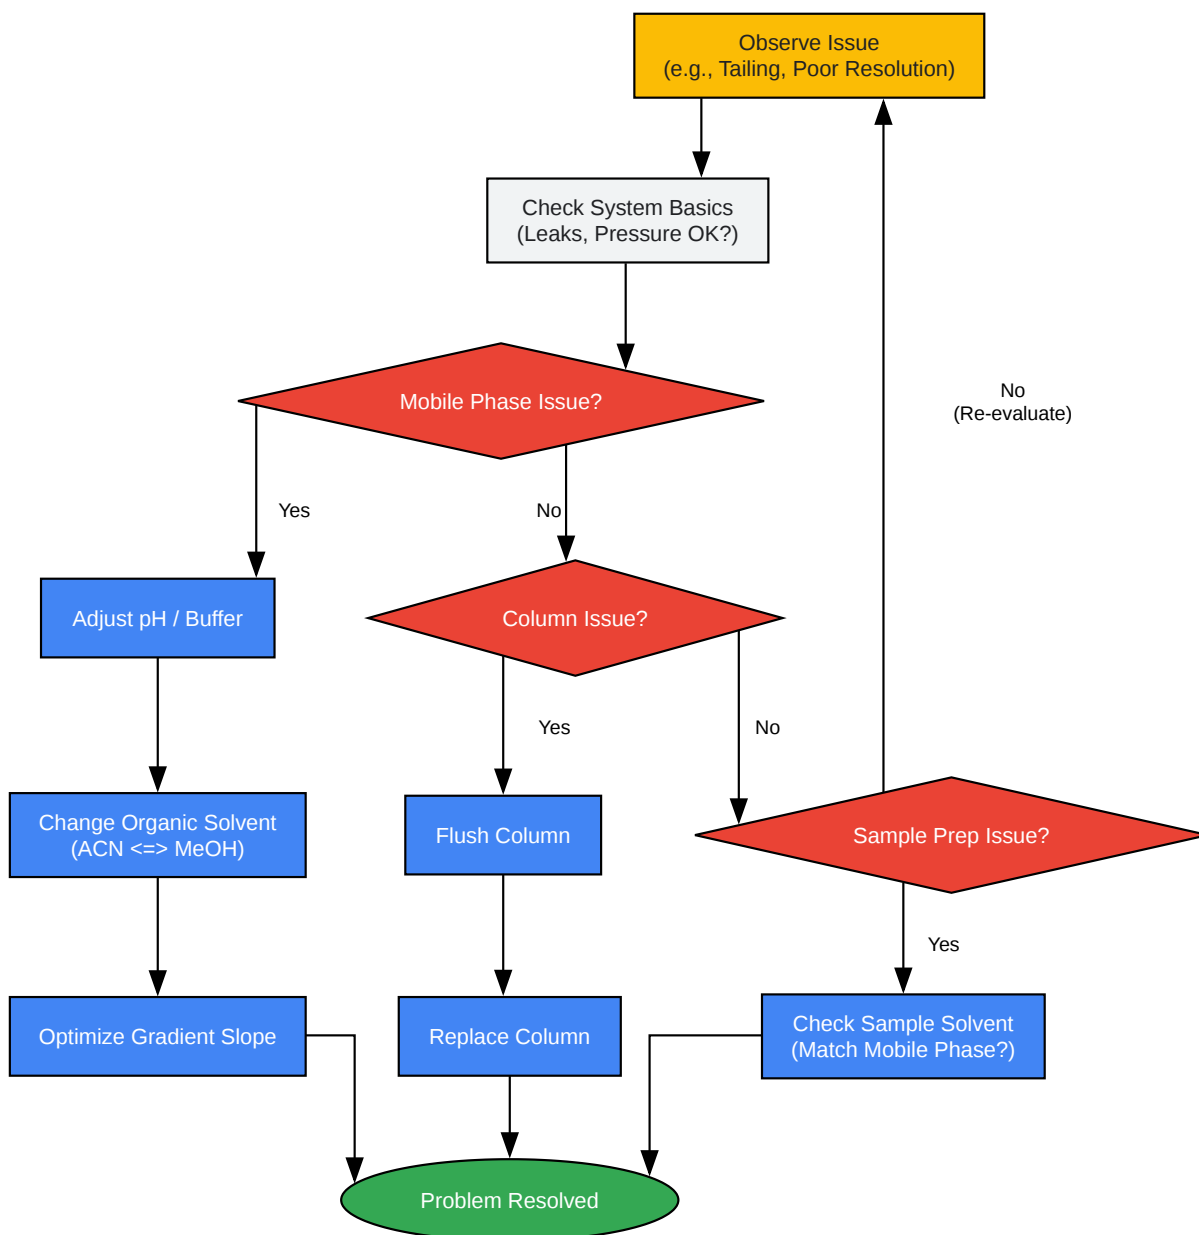 Observe Issue
(e.g., Tailing, Poor Resolution)
Check System Basics
(Leaks, Pressure OK?)
Mobile Phase Issue?
No
(Re-evaluate)
Yes
No
Adjust pH / Buffer
Column Issue?
Yes
No
Change Organic Solvent
(ACN <=> MeOH)
Flush Column
Sample Prep Issue?
Yes
Optimize Gradient Slope
Replace Column
Check Sample Solvent
(Match Mobile Phase?)
Problem Resolved